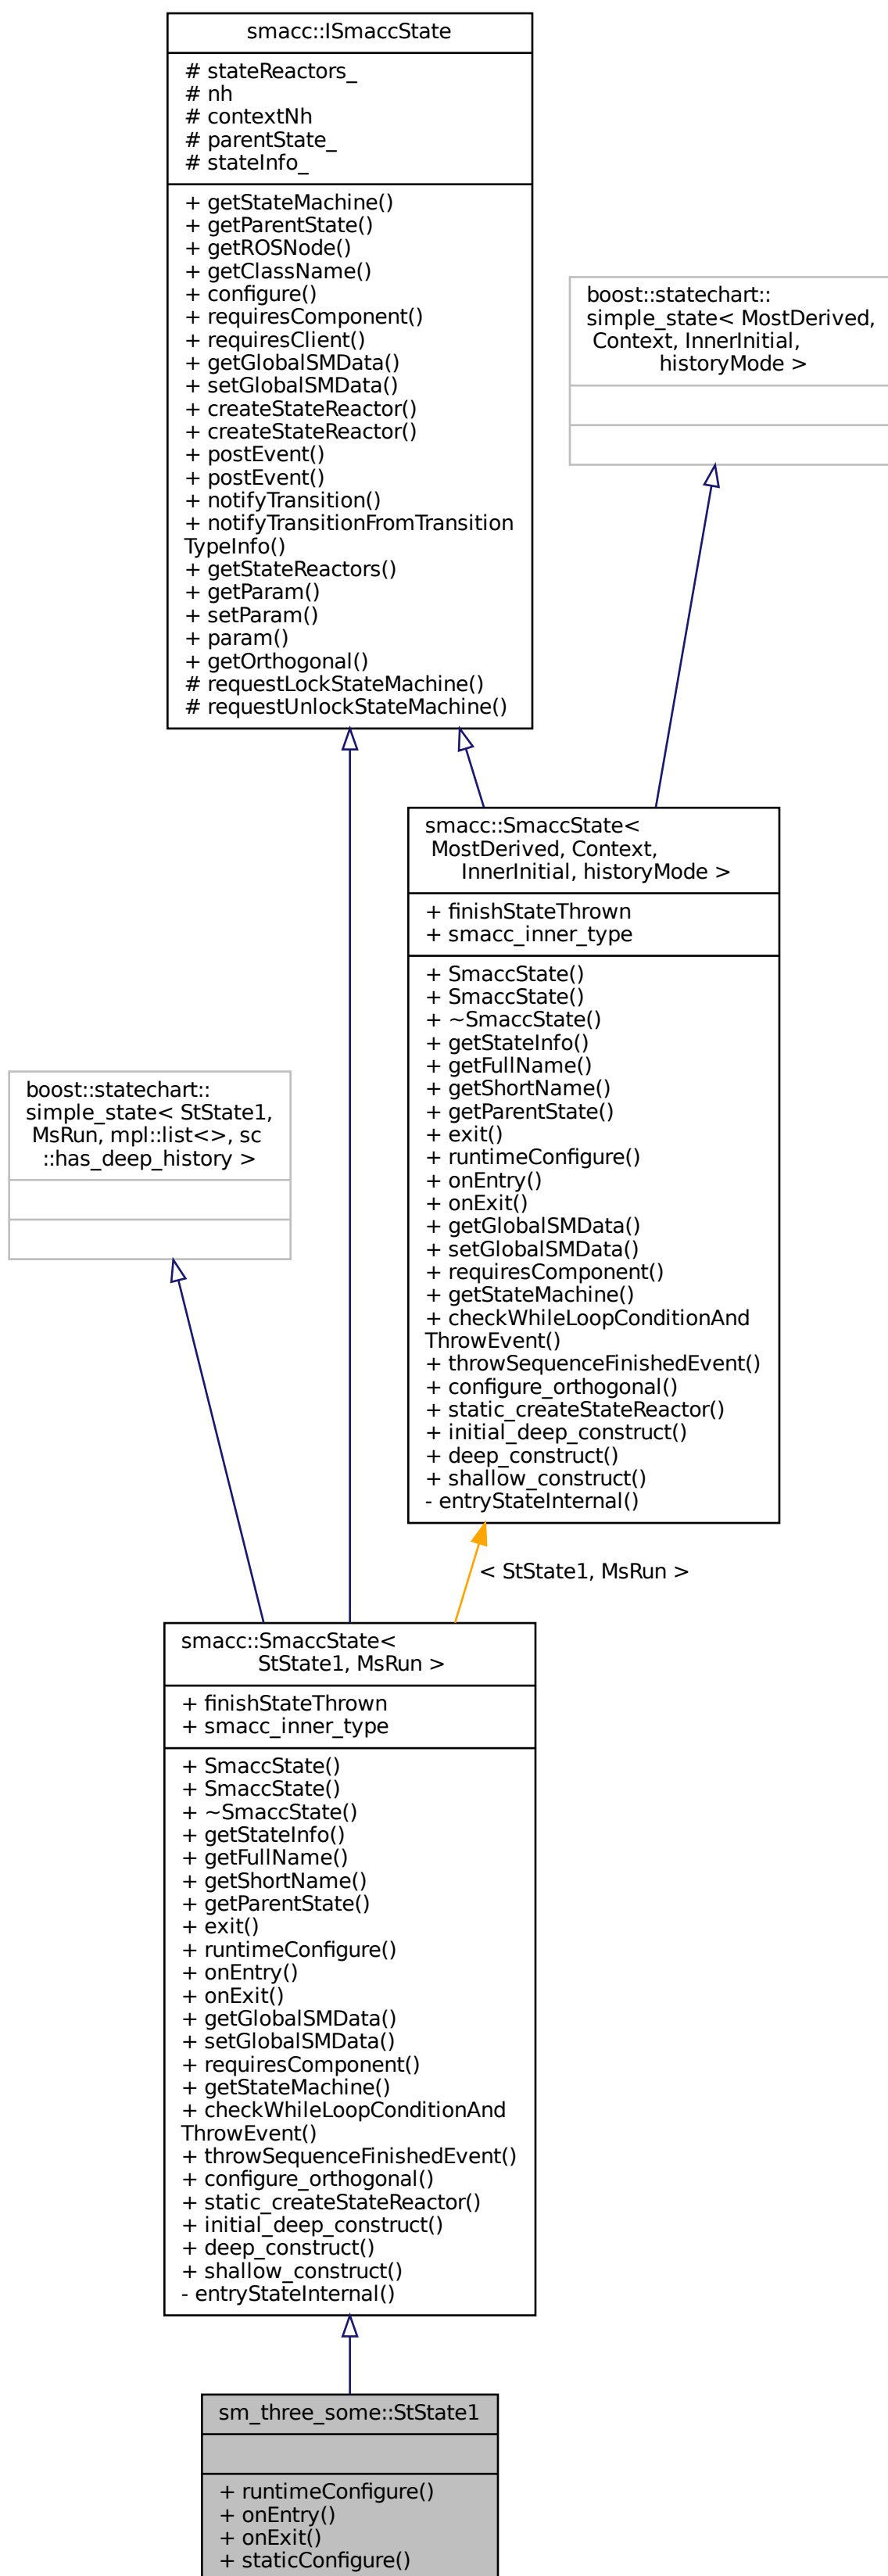 smacc::ISmaccState
# stateReactors_
# nh
# contextNh
# parentState_
# stateInfo_
+ getStateMachine()
+ getParentState()
+ getROSNode()
+ getClassName()
+ configure()
+ requiresComponent()
+ requiresClient()
+ getGlobalSMData()
+ setGlobalSMData()
+ createStateReactor()
+ createStateReactor()
+ postEvent()
+ postEvent()
+ notifyTransition()
+ notifyTransitionFromTransition
TypeInfo()
+ getStateReactors()
+ getParam()
+ setParam()
+ param()
+ getOrthogonal()
# requestLockStateMachine()
# requestUnlockStateMachine()
boost::statechart::
simple_state< MostDerived,
Context, InnerInitial,
historyMode >
smacc::SmaccState<
MostDerived, Context,
InnerInitial, historyMode >
+ finishStateThrown
+ smacc_inner_type
+ SmaccState()
+ SmaccState()
+ ~SmaccState()
+ getStateInfo()
+ getFullName()
+ getShortName()
+ getParentState()
+ exit()
+ runtimeConfigure()
+ onEntry()
+ onExit()
+ getGlobalSMData()
+ setGlobalSMData()
+ requiresComponent()
+ getStateMachine()
+ checkWhileLoopConditionAnd
ThrowEvent()
+ throwSequenceFinishedEvent()
+ configure_orthogonal()
+ static_createStateReactor()
+ initial_deep_construct()
+ deep_construct()
+ shallow_construct()
- entryStateInternal()
boost::statechart::
simple_state< StState1,
MsRun, mpl::list<>, sc
::has_deep_history >
< StState1, MsRun >
smacc::SmaccState<
StState1, MsRun >
+ finishStateThrown
+ smacc_inner_type
+ SmaccState()
+ SmaccState()
+ ~SmaccState()
+ getStateInfo()
+ getFullName()
+ getShortName()
+ getParentState()
+ exit()
+ runtimeConfigure()
+ onEntry()
+ onExit()
+ getGlobalSMData()
+ setGlobalSMData()
+ requiresComponent()
+ getStateMachine()
+ checkWhileLoopConditionAnd
ThrowEvent()
+ throwSequenceFinishedEvent()
+ configure_orthogonal()
+ static_createStateReactor()
+ initial_deep_construct()
+ deep_construct()
+ shallow_construct()
- entryStateInternal()
sm_three_some::StState1
+ runtimeConfigure()
+ onEntry()
+ onExit()
+ staticConfigure()